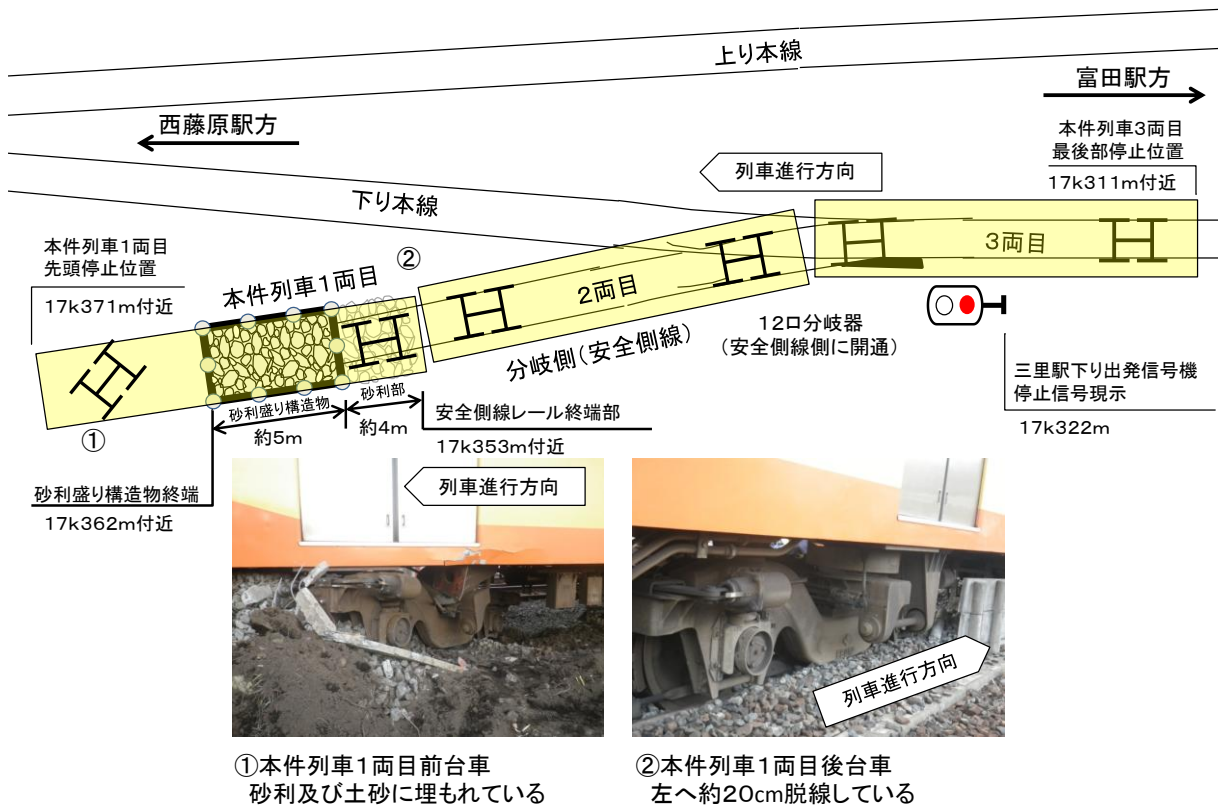 上り本線
富田駅方
西藤原駅方
本件列車3両目
最後部停止位置
17k311m付近
列車進行方向
下り本線
3両目
本件列車1両目
先頭停止位置
17k371m付近
②
本件列車1両目
2両目
12ロ分岐器
(安全側線側に開通)
分岐側(安全側線)
三里駅下り出発信号機
停止信号現示
17k322m
①
砂利盛り構造物
約5m
砂利部
約4m
安全側線レール終端部
17k353m付近
砂利盛り構造物終端
17k362m付近
列車進行方向
列車進行方向
①本件列車1両目前台車
砂利及び土砂に埋もれている
②本件列車1両目後台車
左へ約20cm脱線している